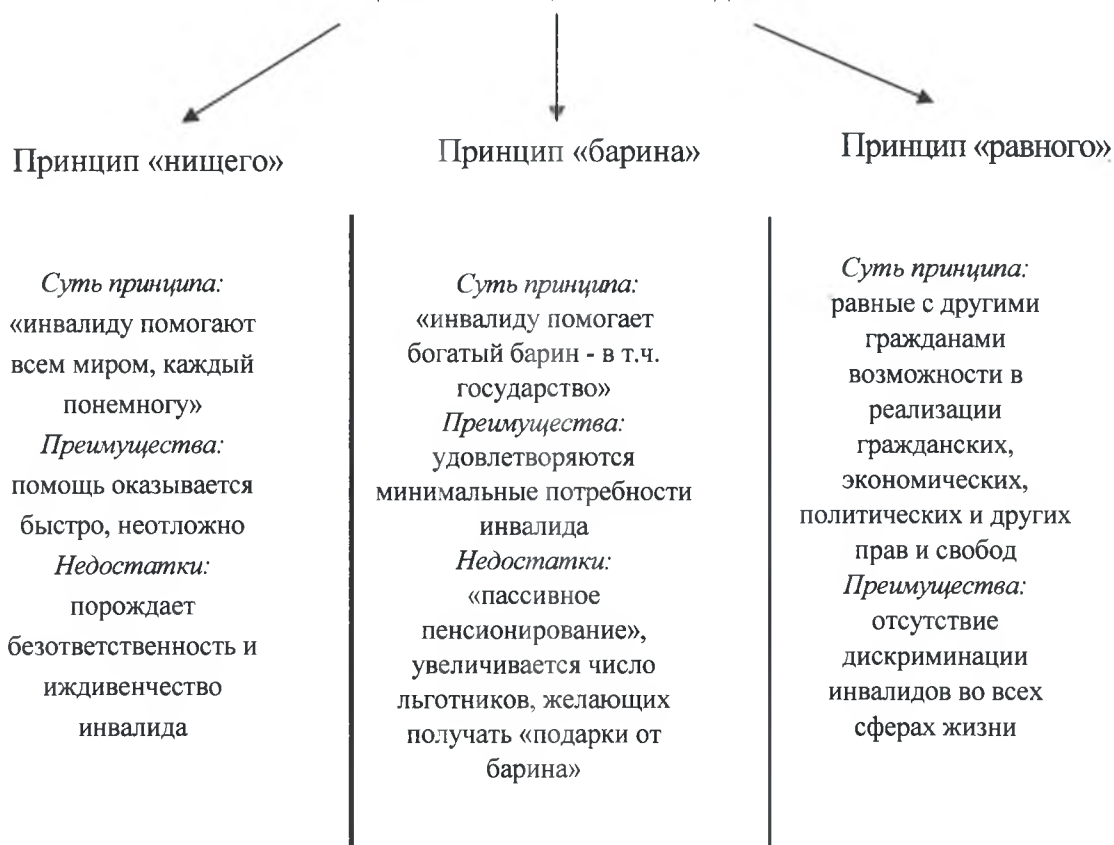 Принцип «нищего»
Суть принципа:
«инвалиду помогают
всем миром, каждый
понемногу»
Преимущества:
помощь оказывается
быстро, неотложно
Недостатки:
порождает
безответственность и
иждивенчество
инвалида
Принцип «барина»
Суть принципа:
«инвалиду помогает
богатый барин - в т.ч.
государство»
Преимущества:
удовлетворяются
минимальные потребности
инвалида
Недостатки:
«пассивное
пенсионирование»,
увеличивается число
льготников, желающих
получать «подарки от
барина»
Принцип «равного»
Суть принципа:
равные с другими
гражданами
возможности в
реализации
гражданских,
экономических,
политических и других
прав и свобод
Преимущества:
отсутствие
дискриминации
инвалидов во всех
сферах жизни